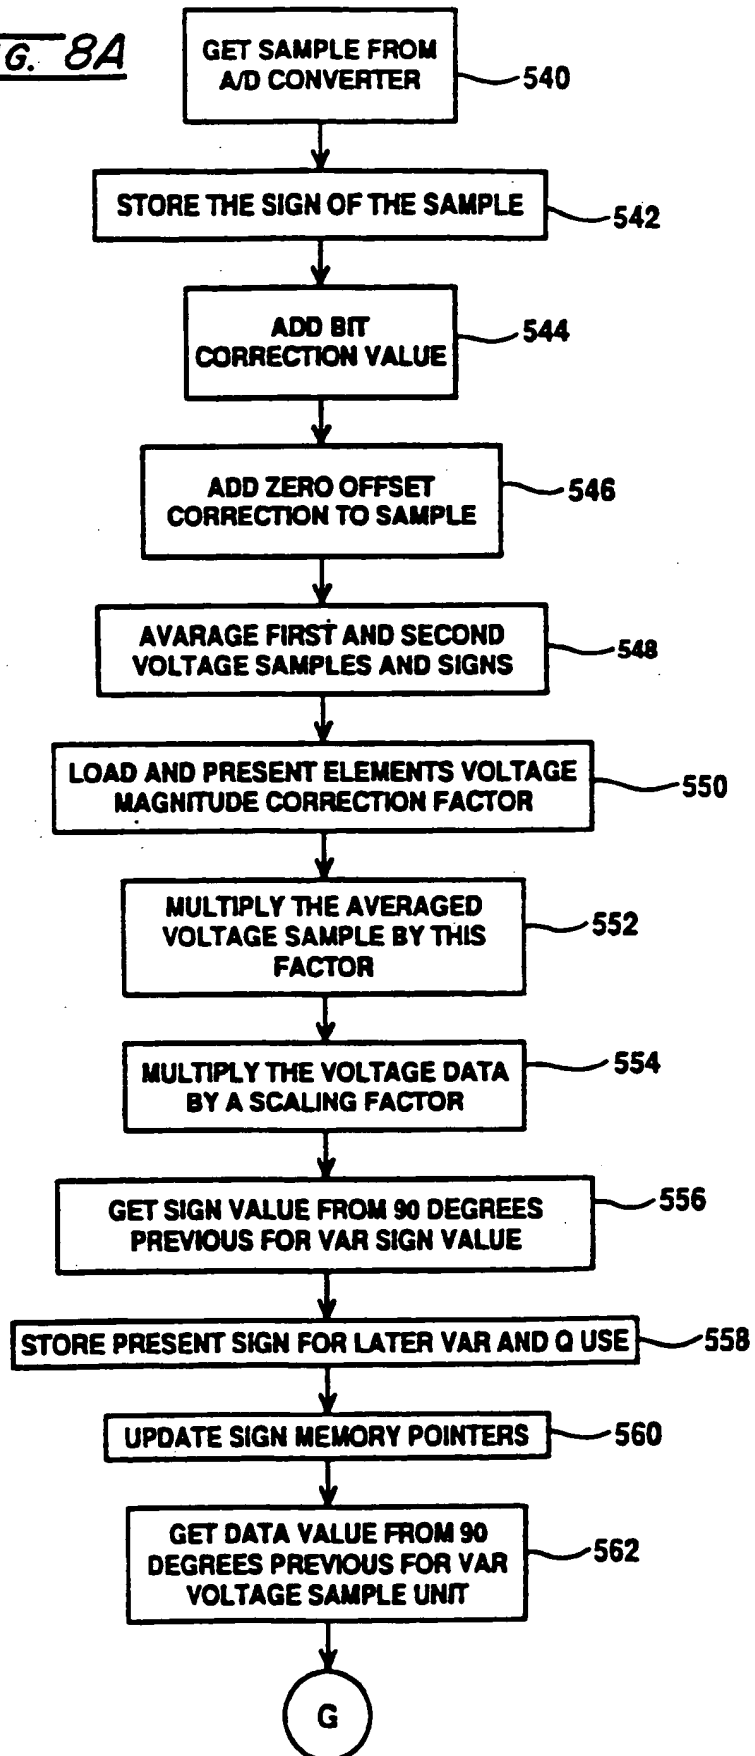 G. 8A
GET SAMPLE FROM
A/D CONVERTER
540
STORE THE SIGN OF THE SAMPLE
542
ADD BIT
CORRECTION VALUE
544
ADD ZERO OFFSET
CORRECTION TO SAMPLE
546
AVARAGE FIRST AND SECOND
VOLTAGE SAMPLES AND SIGNS
548
LOAD AND PRESENT ELEMENTS VOLTAGE
MAGNITUDE CORRECTION FACTOR
550
MULTIPLY THE AVERAGED
VOLTAGE SAMPLE BY THIS
FACTOR
552
MULTIPLY THE VOLTAGE DATA
BY A SCALING FACTOR
554
GET SIGN VALUE FROM 90 DEGREES
PREVIOUS FOR VAR SIGN VALUE
556
STORE PRESENT SIGN FOR LATER VAR AND Q USE
558
UPDATE SIGN MEMORY POINTERS
560
GET DATA VALUE FROM 90
DEGREES PREVIOUS FOR VAR
VOLTAGE SAMPLE UNIT
562
G